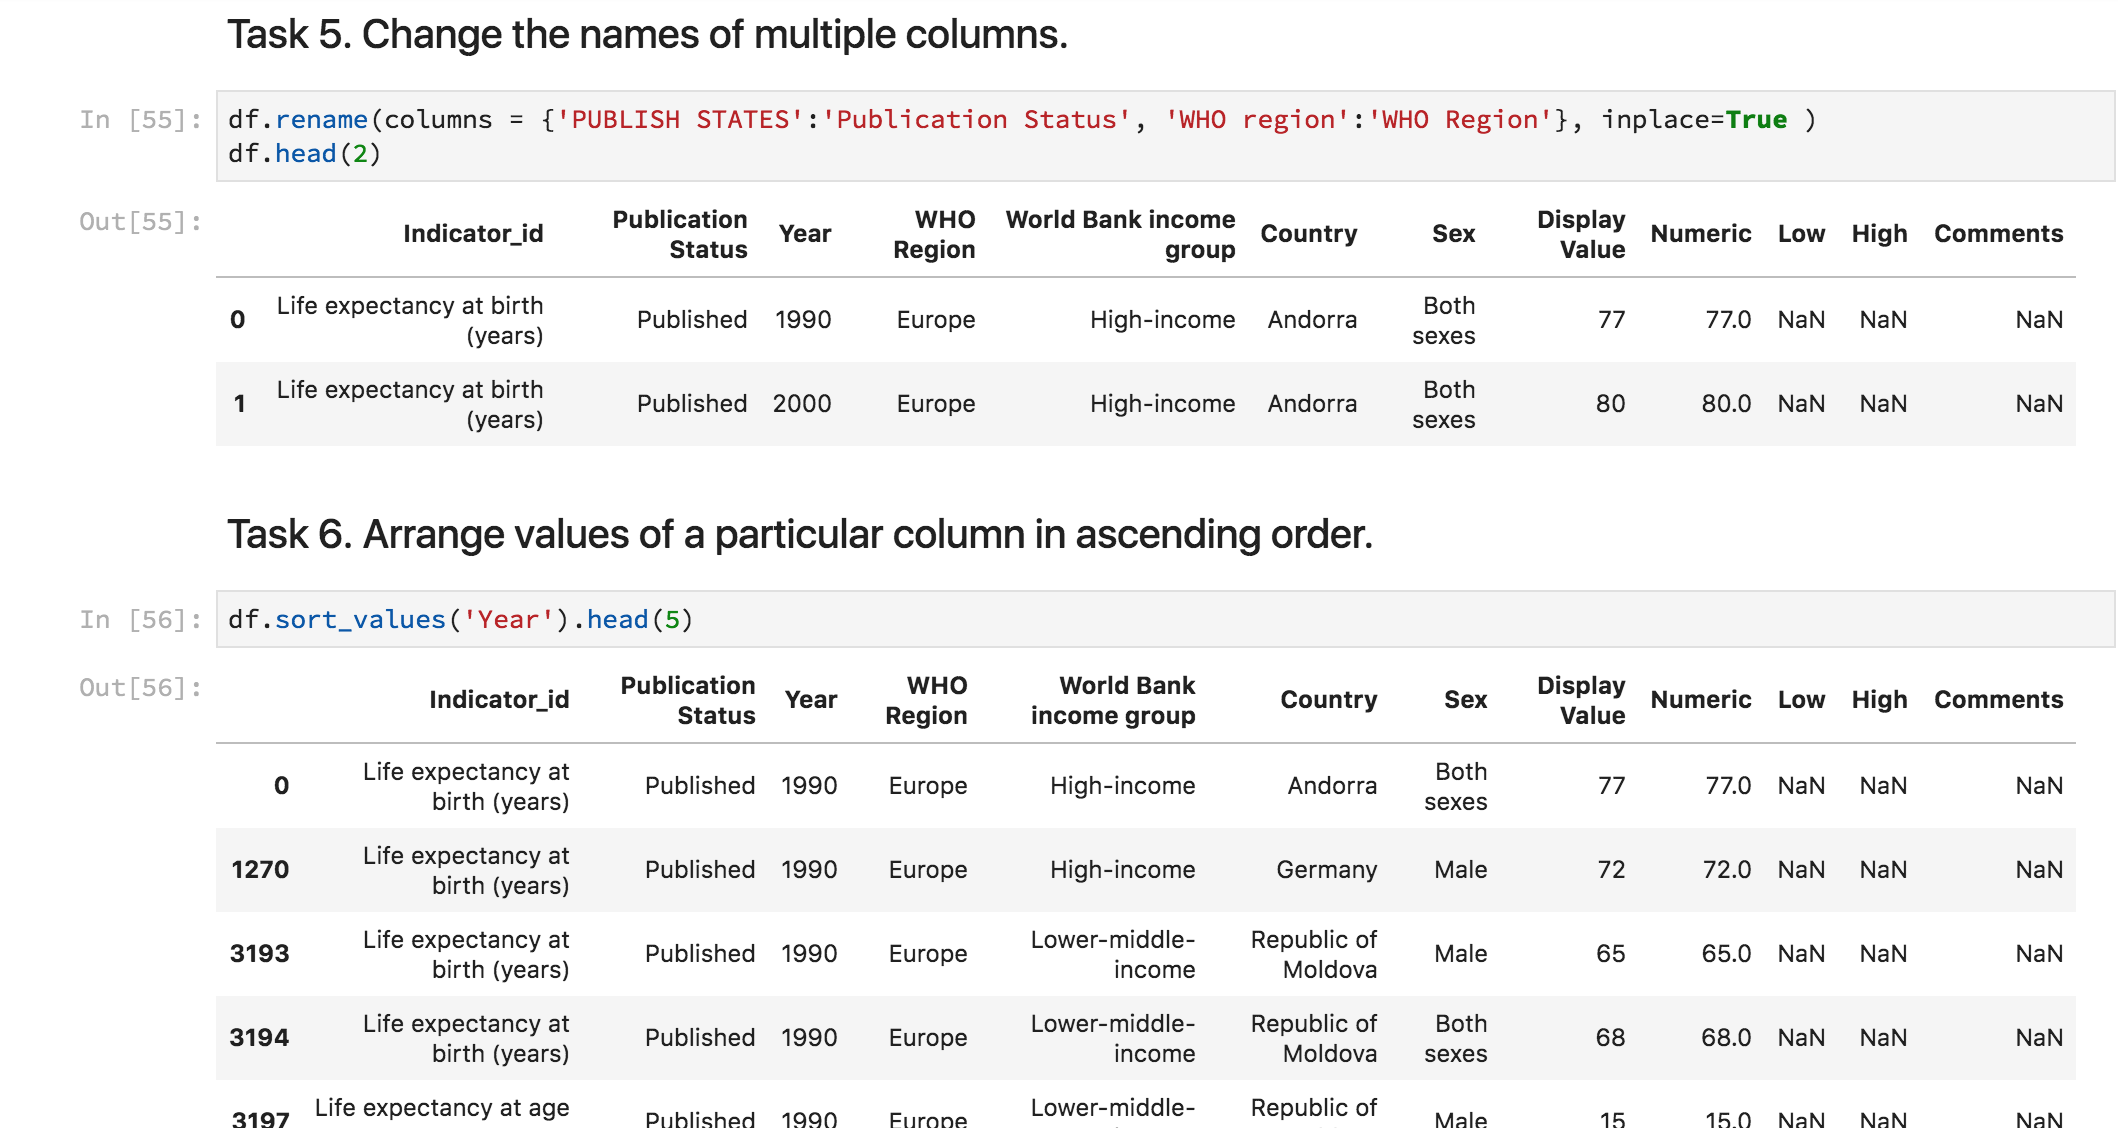 Task 5. Change the names of multiple columns.
In [55]: df.rename(columns = {'PUBLISH STATES':'Publication Status', 'WHO region':'WHO Region'}, inplace=True )
df.head(2)
Out[55]:
Indicator_id Publication Status Year WHO Region World Bank income group Country Sex Display Value Numeric Low High Comments
0 Life expectancy at birth (years) Published 1990 Europe High-income Andorra Both sexes 77 77.0 NaN NaN NaN
1 Life expectancy at birth (years) Published 2000 Europe High-income Andorra Both sexes 80 80.0 NaN NaN NaN
Task 6. Arrange values of a particular column in ascending order.
In [56]: df.sort_values('Year').head(5)
Out[56]:
Indicator_id Publication Status Year WHO Region World Bank income group Country Sex Display Value Numeric Low High Comments
0 Life expectancy at birth (years) Published 1990 Europe High-income Andorra Both sexes 77 77.0 NaN NaN NaN
1270 Life expectancy at birth (years) Published 1990 Europe High-income Germany Male 72 72.0 NaN NaN NaN
3193 Life expectancy at birth (years) Published 1990 Europe Lower-middle-income Republic of Moldova Male 65 65.0 NaN NaN NaN
3194 Life expectancy at birth (years) Published 1990 Europe Lower-middle-income Republic of Moldova Both sexes 68 68.0 NaN NaN NaN
3197 Life expectancy at age Published 1990 Europe Lower-middle- Republic of Male 15 15.0 NaN NaN NaN